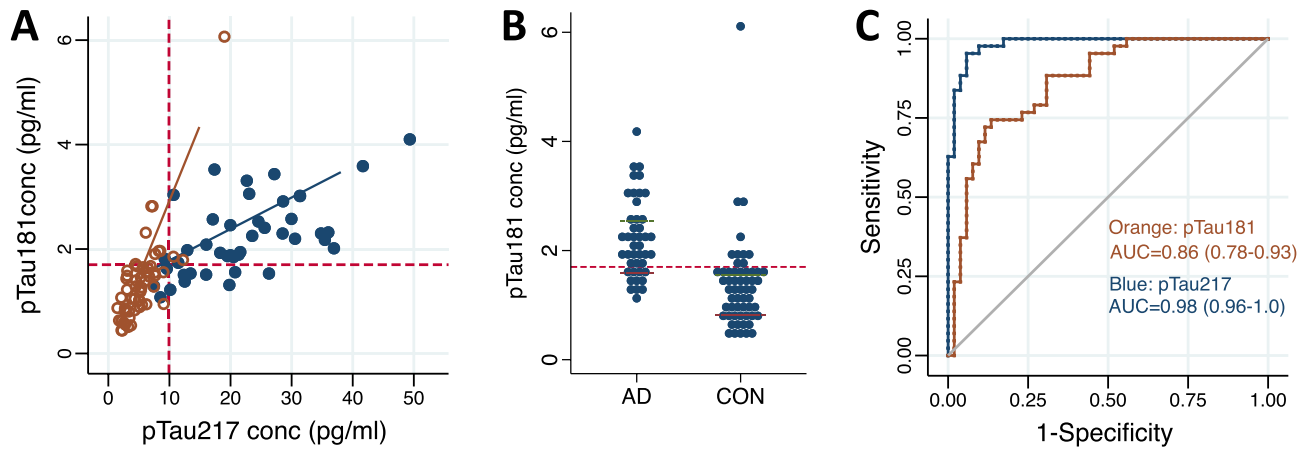 A
6
4
2
0
pTau181conc (pg/ml)
0 10 20 30 40 50
pTau217 conc (pg/ml)
B
6
4
2
0
pTau181 conc (pg/ml)
AD CON
C
1.00
0.75
0.50
0.25
0.00
Sensitivity
Orange: pTau181
AUC=0.86 (0.78-0.93)
Blue: pTau217
AUC=0.98 (0.96-1.0)
0.00 0.25 0.50 0.75 1.00
1-Specificity